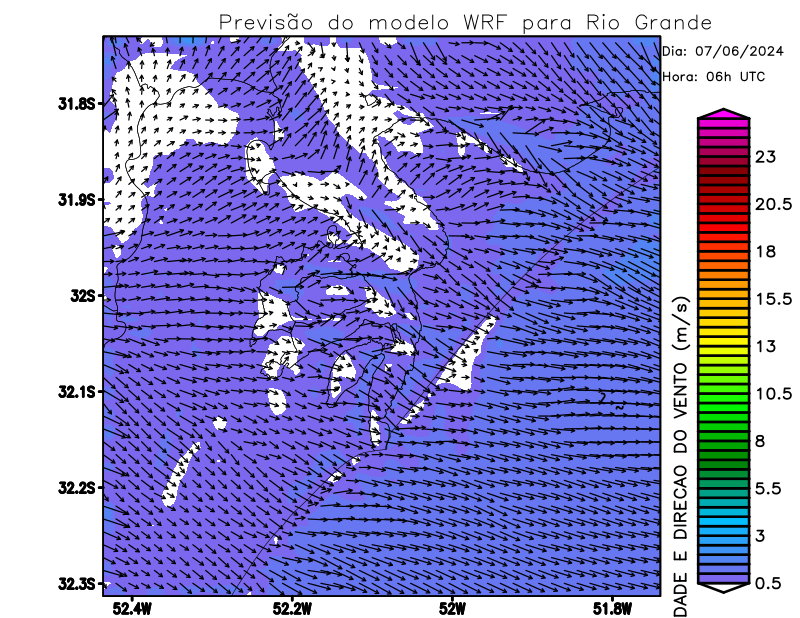 Previsão do modelo WRF para Rio Grande
Dia: 07/06/2024
Hora: 06h UTC
31.8S
31.9S
32S
32.1S
32.2S
32.3S
52.4W
52.2W
52W
51.8W
DADE E DIRECAO DO VENTO (m/s)
23
20.5
18
15.5
13
10.5
8
5.5
3
0.5